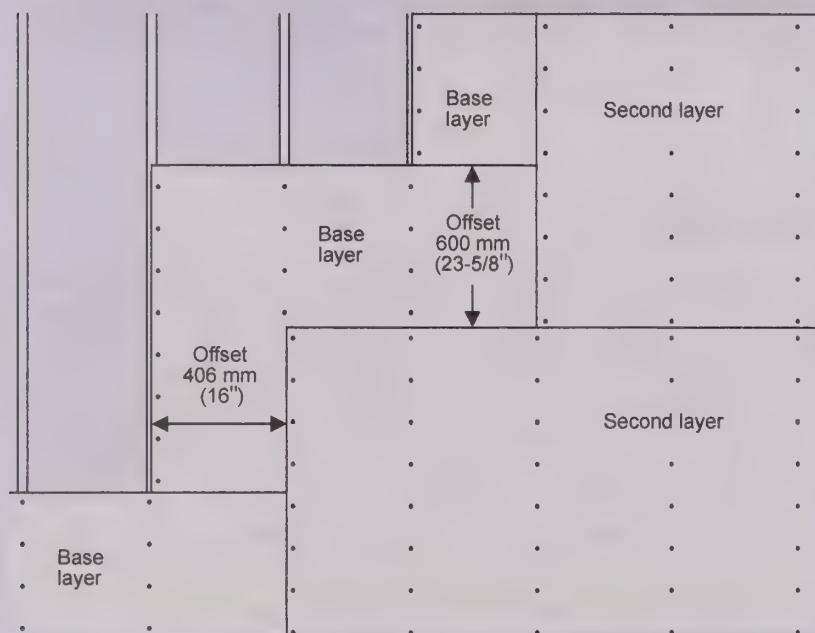 Base
layer
Second layer
Base
layer
Offset
600 mm
(23-5/8")
Offset
406 mm
(16")
Second layer
Base
layer